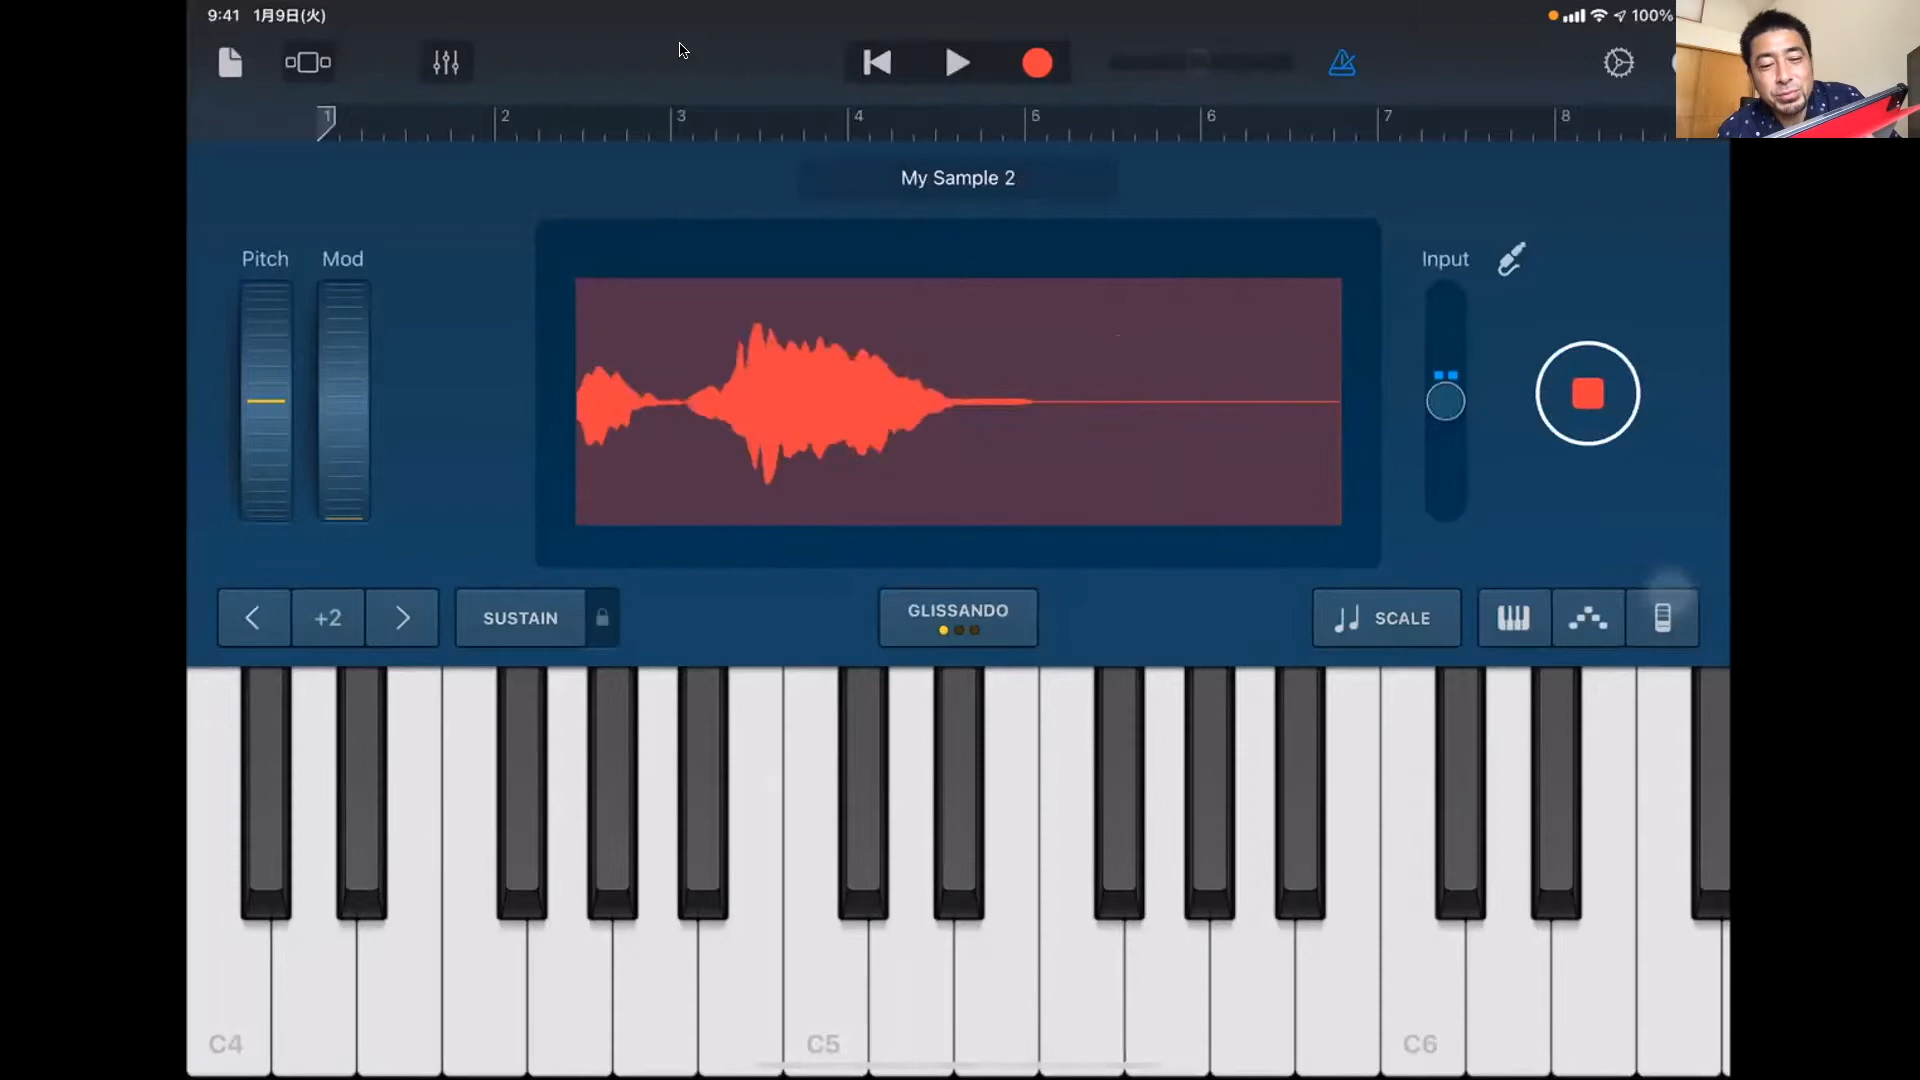 9:41 1月9日(火) 100%
1 2 3 4 5 6 7 8
My Sample 2
Pitch Mod Input
+2 SUSTAIN GLISSANDO SCALE
C4 C5 C6